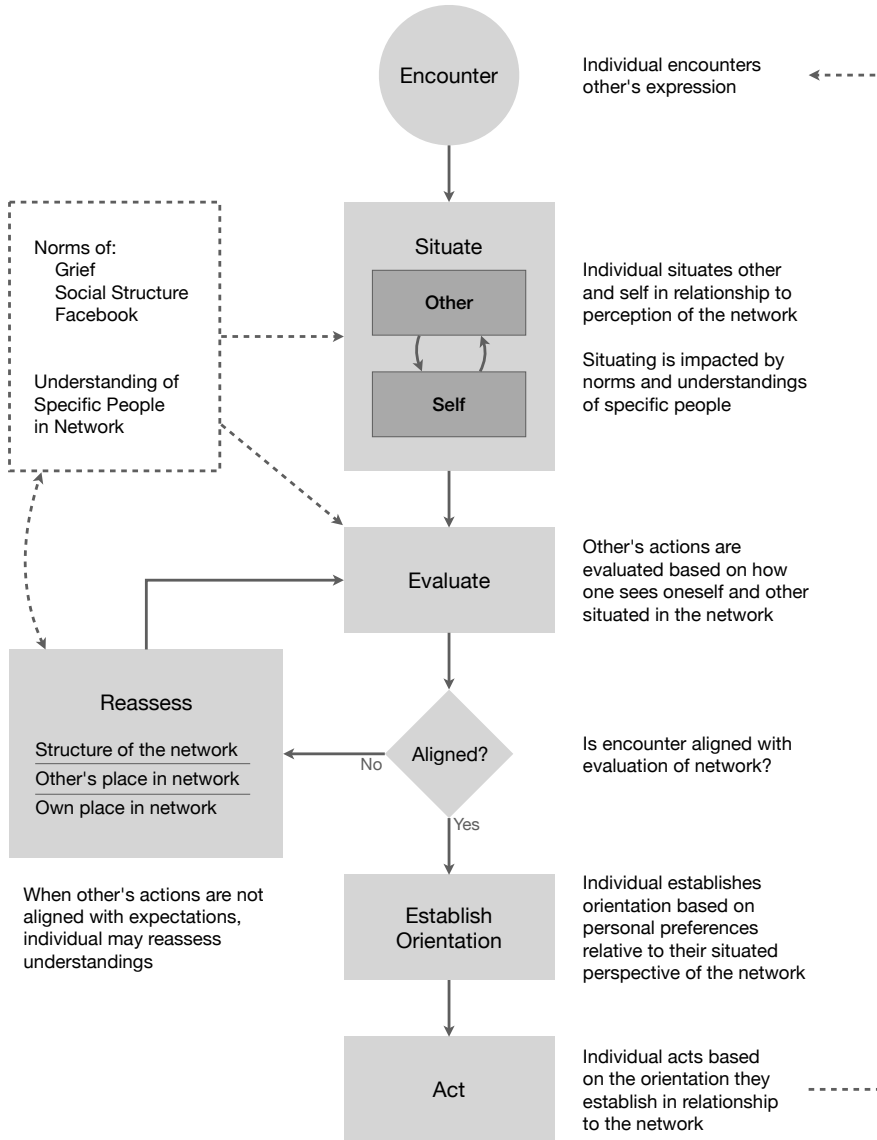 Encounter
Individual encounters
other's expression
Norms of:
Grief
Social Structure
Facebook
Understanding of
Specific People
in Network
Situate
Other
Self
Individual situates other
and self in relationship to
perception of the network
Situating is impacted by
norms and understandings
of specific people
Evaluate
Other's actions are
evaluated based on how
one sees oneself and other
situated in the network
Reassess
Structure of the network
Other's place in network
Own place in network
No
Aligned?
Yes
Is encounter aligned with
evaluation of network?
When other's actions are not
aligned with expectations,
individual may reassess
understandings
Establish
Orientation
Individual establishes
orientation based on
personal preferences
relative to their situated
perspective of the network
Act
Individual acts based
on the orientation they
establish in relationship
to the network